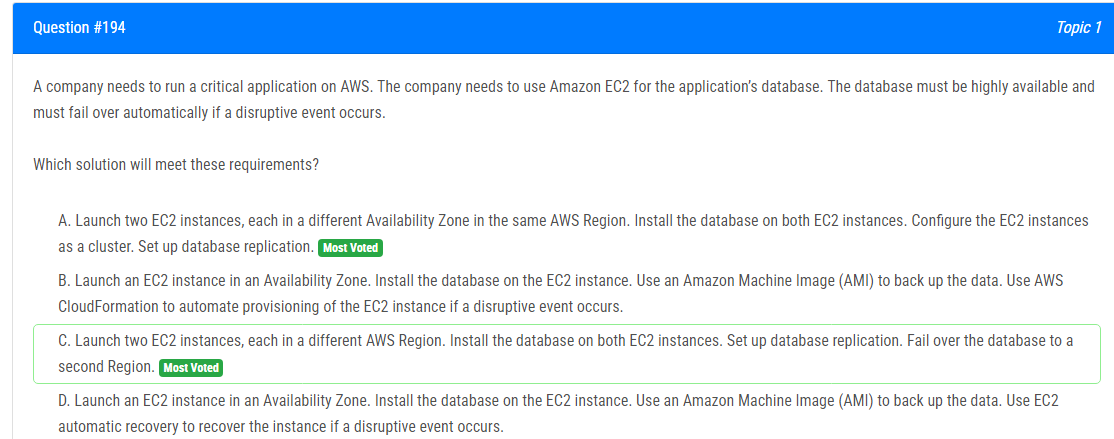 Question #194
Topic 1
A company needs to run a critical application on AWS. The company needs to use Amazon EC2 for the application's database. The database must be highly available and
must fail over automatically if a disruptive event occurs.
Which solution will meet these requirements?
A. Launch two EC2 instances, each in a different Availability Zone in the same AWS Region. Install the database on both EC2 instances. Configure the EC2 instances
as a cluster. Set up database replication. Most Voted
B. Launch an EC2 instance in an Availability Zone. Install the database on the EC2 instance. Use an Amazon Machine Image (AMI) to back up the data. Use AWS
CloudFormation to automate provisioning of the EC2 instance if a disruptive event occurs.
C. Launch two EC2 instances, each in a different AWS Region. Install the database on both EC2 instances. Set up database replication. Fail over the database to a
second Region. Most Voted
D. Launch an EC2 instance in an Availability Zone. Install the database on the EC2 instance. Use an Amazon Machine Image (AMI) to back up the data. Use EC2
automatic recovery to recover the instance if a disruptive event occurs.